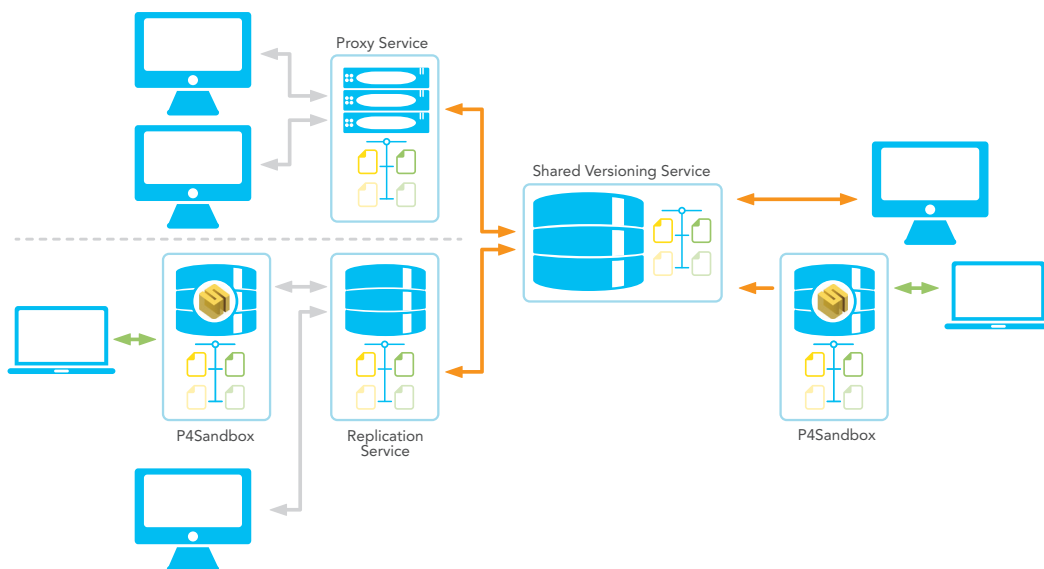 Proxy Service
Shared Versioning Service
P4Sandbox
Replication
Service
P4Sandbox